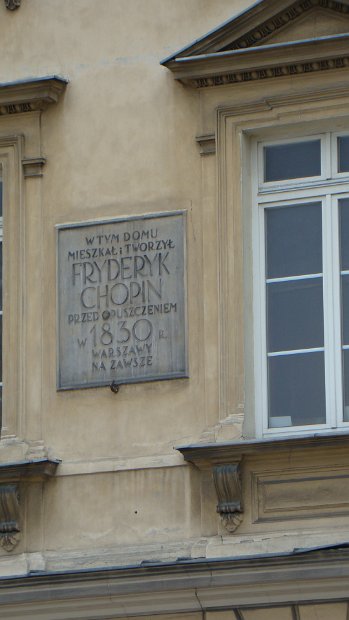 W TYM DOMU
MIESZKAŁ i TWORZYŁ
FRYDERYK
CHOPIN
PRZED OPUSZCZENIEM
W 1830 R.
WARSZAWY
NA ZAWSZE